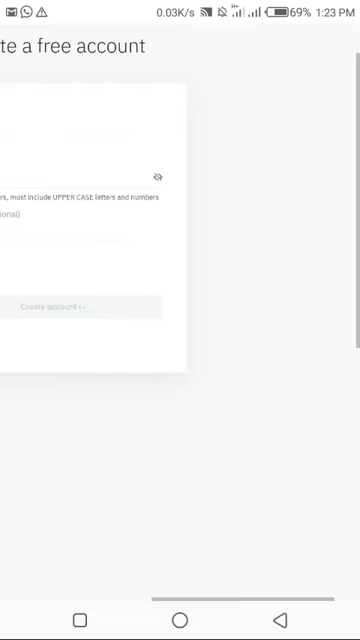 0.03K/s 69% 1:23 PM
te a free account
rs, must include UPPER CASE letters and numbers
ional)
Create account